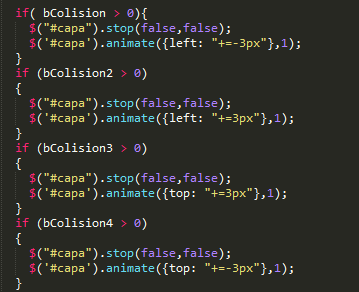 if( bColision > 0){
$("#capa").stop(false,false);
$('#capa').animate({left: "+=-3px"},1);
}
if (bColision2 > 0)
{
$("#capa").stop(false,false);
$('#capa').animate({left: "+=3px"},1);
}
if (bColision3 > 0)
{
$("#capa").stop(false,false);
$('#capa').animate({top: "+=3px"},1);
}
if (bColision4 > 0)
{
$("#capa").stop(false,false);
$('#capa').animate({top: "+=-3px"},1);
}